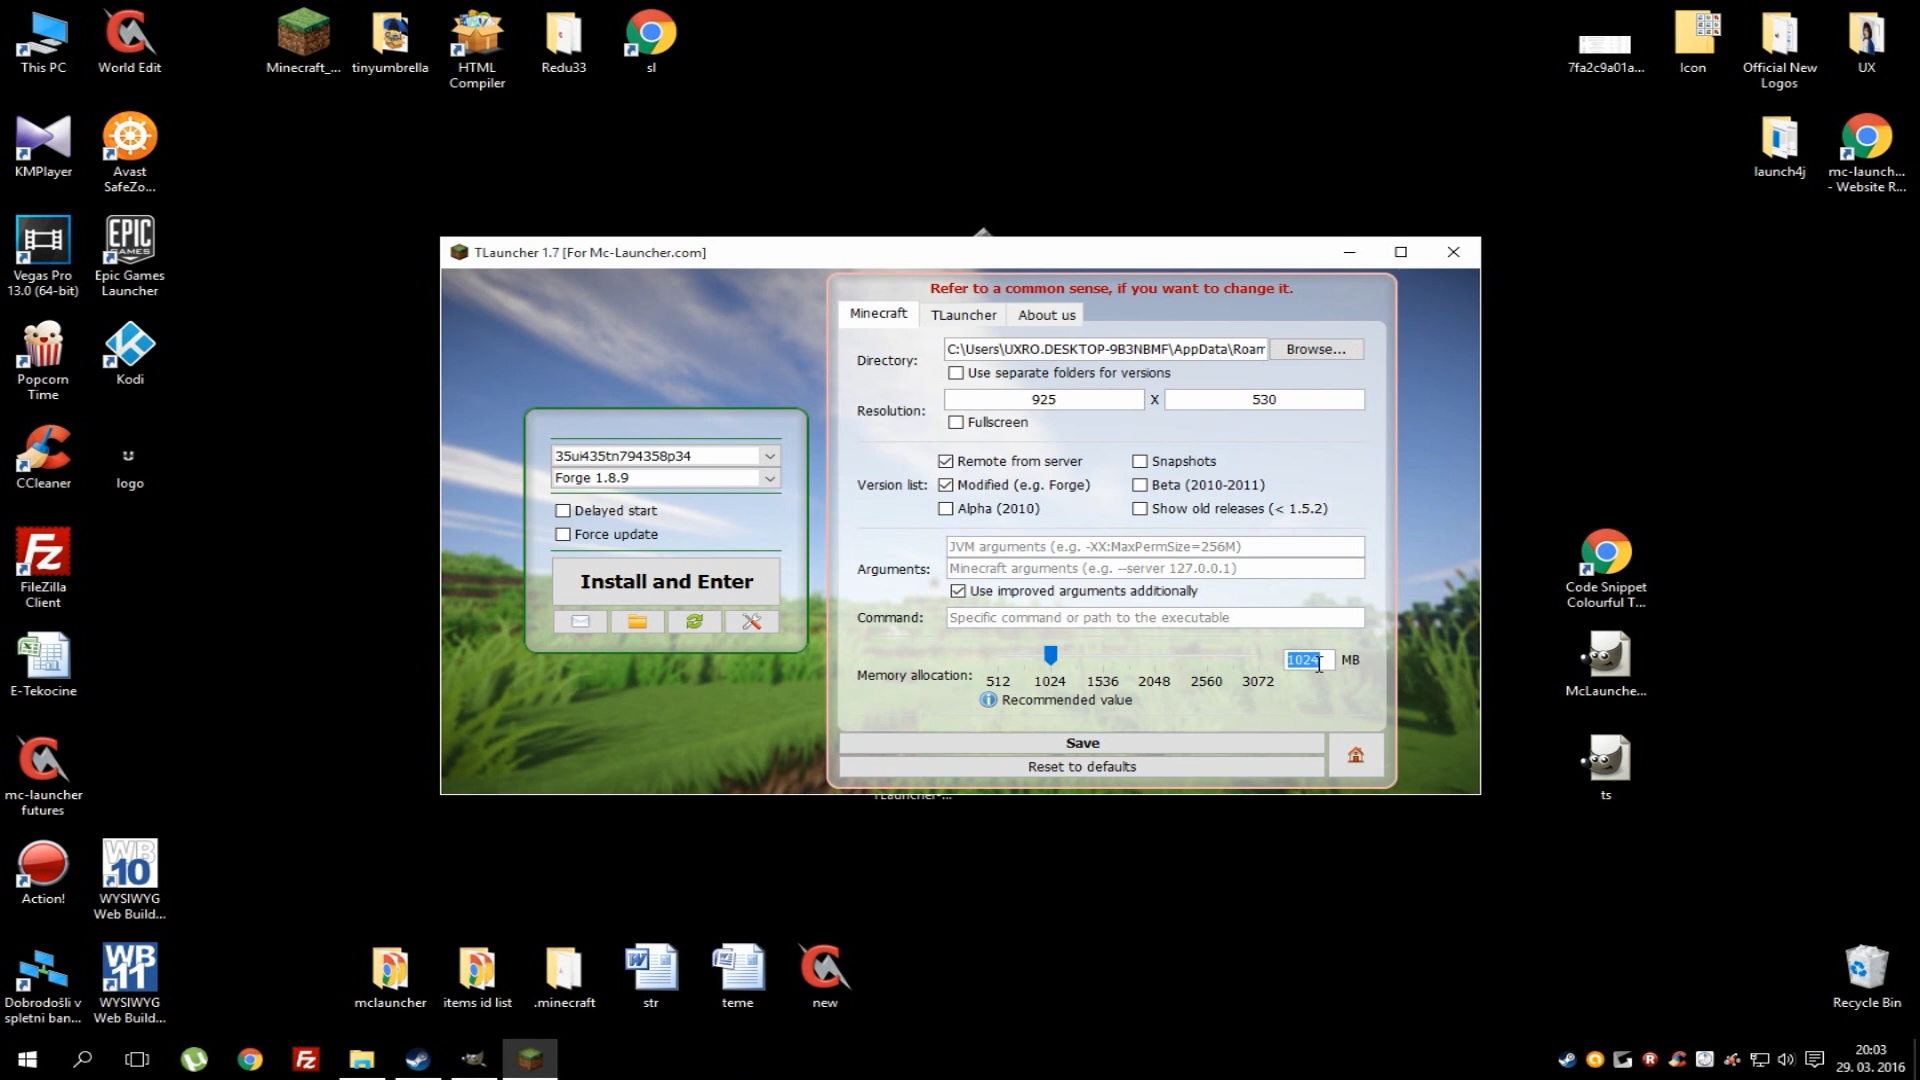 This PC
World Edit
Minecraft_...
tinyumbrella
HTML
Compiler
Redu33
sl
7fa2c9a01a...
Icon
Official New
Logos
UX
KMPlayer
Avast
SafeZo...
launch4j
mc-launch...
- Website R...
EPIC
GAMES
Vegas Pro
13.0 (64-bit)
Epic Games
Launcher
Popcorn
Time
Kodi
CCleaner
logo
FileZilla
Client
E-Tekocine
mc-launcher
futures
Action!
WB
10
WYSIWYG
Web Build...
Dobrodošli v
spletni ban...
WB
11
WYSIWYG
Web Build...
TLauncher 1.7 [For Mc-Launcher.com]
Refer to a common sense, if you want to change it.
Minecraft
TLauncher
About us
Directory:
C:\Users\UXRO.DESKTOP-9B3NBMF\AppData\Roam
Browse...
Use separate folders for versions
Resolution:
925 X 530
Fullscreen
Version list:
Remote from server
Snapshots
Modified (e.g. Forge)
Beta (2010-2011)
Alpha (2010)
Show old releases (< 1.5.2)
Arguments:
JVM arguments (e.g. -XX:MaxPermSize=256M)
Minecraft arguments (e.g. --server 127.0.0.1)
Use improved arguments additionally
Command:
Specific command or path to the executable
Memory allocation:
1024 MB
512 1024 1536 2048 2560 3072
Recommended value
Save
Reset to defaults
35ui435tn794358p34
Forge 1.8.9
Delayed start
Force update
Install and Enter
TLauncher-...
Code Snippet
Colourful T...
McLaunche...
ts
mclauncher
items id list
.minecraft
str
teme
new
Recycle Bin
20:03
29. 03. 2016